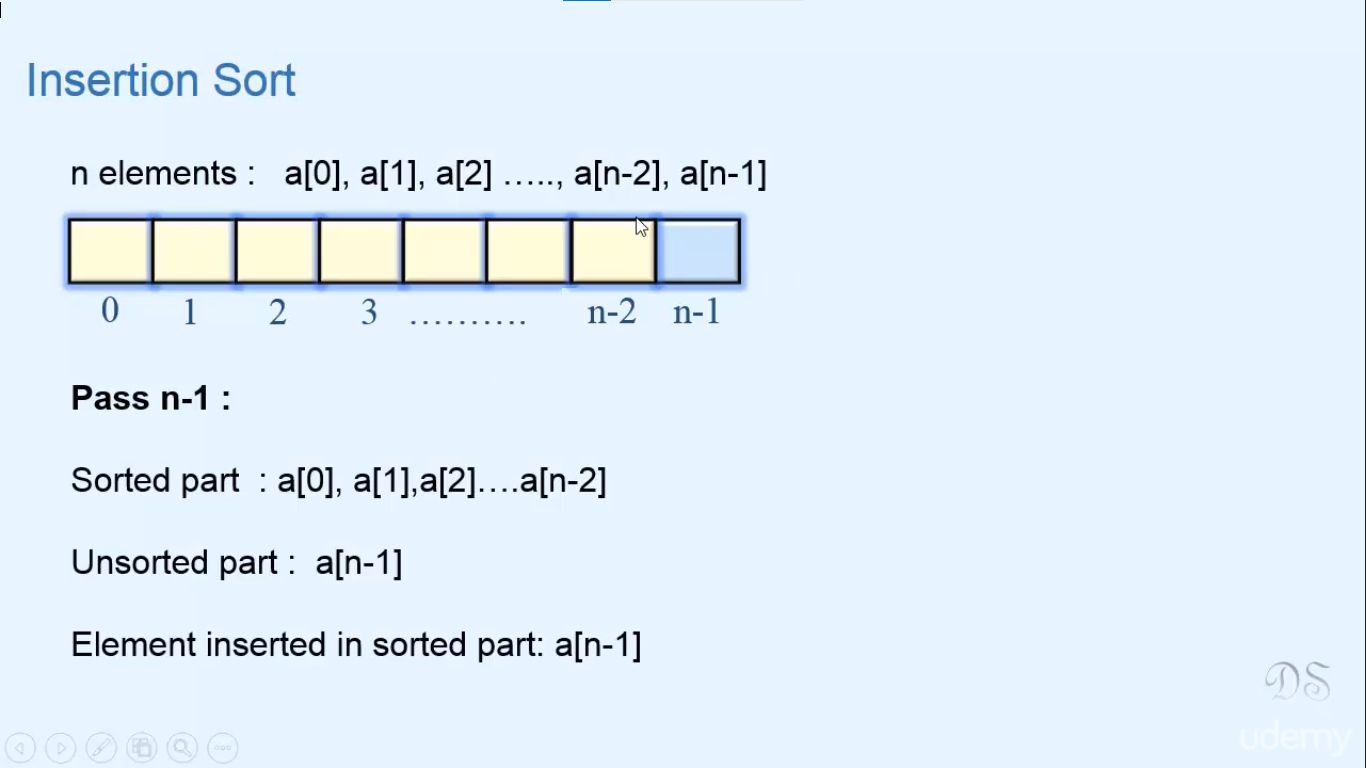 Insertion Sort
n elements : a[0], a[1], a[2] ….., a[n-2], a[n-1]
0 1 2 3 ………. n-2 n-1
Pass n-1 :
Sorted part : a[0], a[1],a[2]….a[n-2]
Unsorted part : a[n-1]
Element inserted in sorted part: a[n-1]
DS
udemy